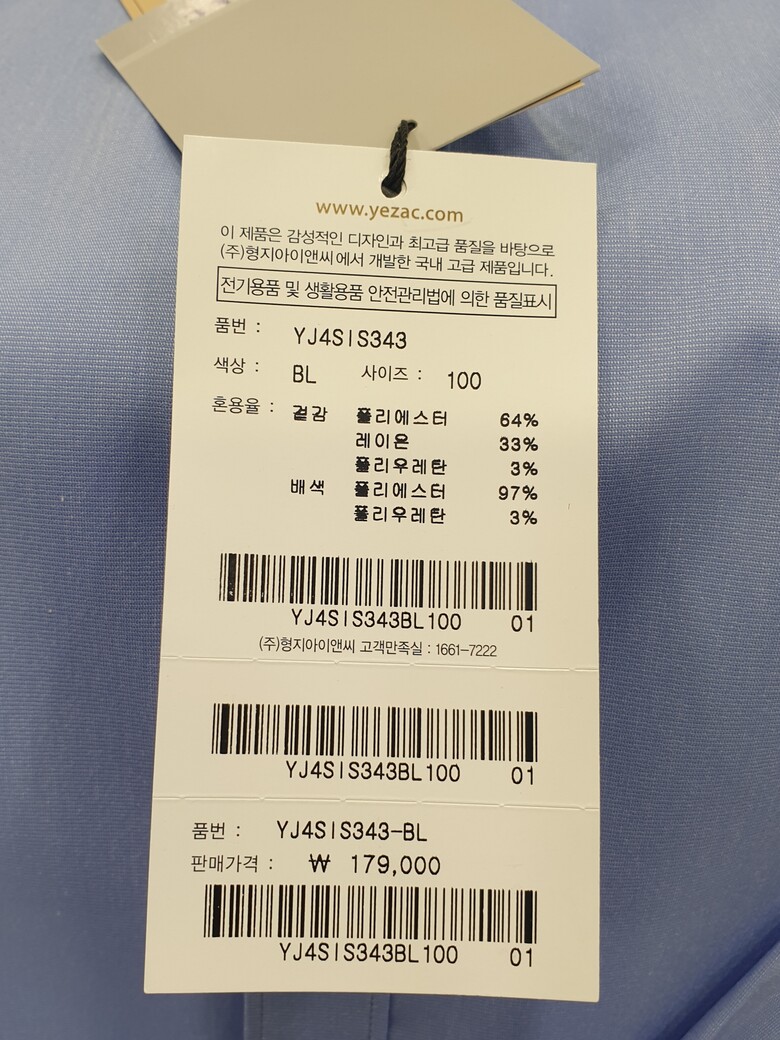 www.yezac.com
이 제품은 감성적인 디자인과 최고급 품질을 바탕으로
(주)형지아이앤씨에서 개발한 국내 고급 제품입니다.
전기용품 및 생활용품 안전관리법에 의한 품질표시
품번 : YJ4SIS343
색상 : BL 사이즈 : 100
혼용율 : 겉감 폴리에스터 64%
레이온 33%
폴리우레탄 3%
배색 폴리에스터 97%
폴리우레탄 3%
YJ4SIS343BL100 01
(주)형지아이앤씨 고객만족실 : 1661-7222
YJ4SIS343BL100 01
품번 : YJ4SIS343-BL
판매가격 : ₩ 179,000
YJ4SIS343BL100 01